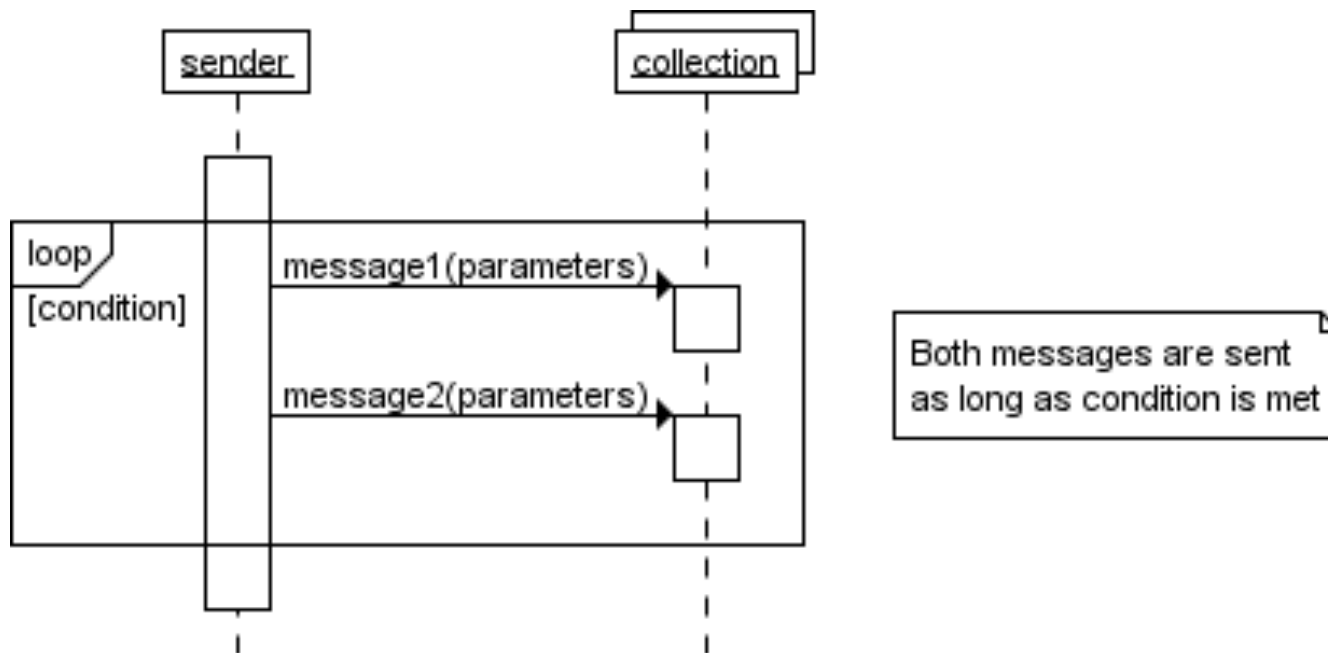 sender
collection
loop
[condition]
message1(parameters)
message2(parameters)
Both messages are sent
as long as condition is met